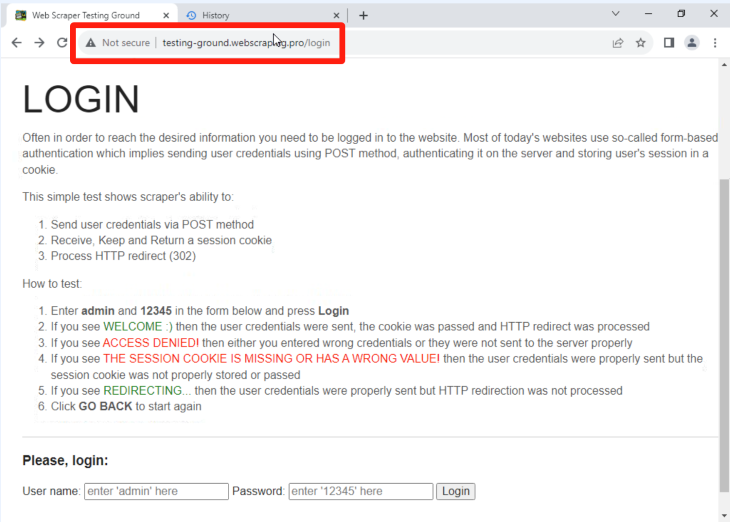 Web Scraper Testing Ground
History
Not secure
testing-ground.webscraping.pro/login
LOGIN
Often in order to reach the desired information you need to be logged in to the website. Most of today's websites use so-called form-based
authentication which implies sending user credentials using POST method, authenticating it on the server and storing user's session in a
cookie.
This simple test shows scraper's ability to:
1. Send user credentials via POST method
2. Receive, Keep and Return a session cookie
3. Process HTTP redirect (302)
How to test:
1. Enter admin and 12345 in the form below and press Login
2. If you see WELCOME :) then the user credentials were sent, the cookie was passed and HTTP redirect was processed
3. If you see ACCESS DENIED! then either you entered wrong credentials or they were not sent to the server properly
4. If you see THE SESSION COOKIE IS MISSING OR HAS A WRONG VALUE! then the user credentials were properly sent but the
session cookie was not properly stored or passed
5. If you see REDIRECTING... then the user credentials were properly sent but HTTP redirection was not processed
6. Click GO BACK to start again
Please, login:
User name: enter 'admin' here Password: enter '12345' here Login